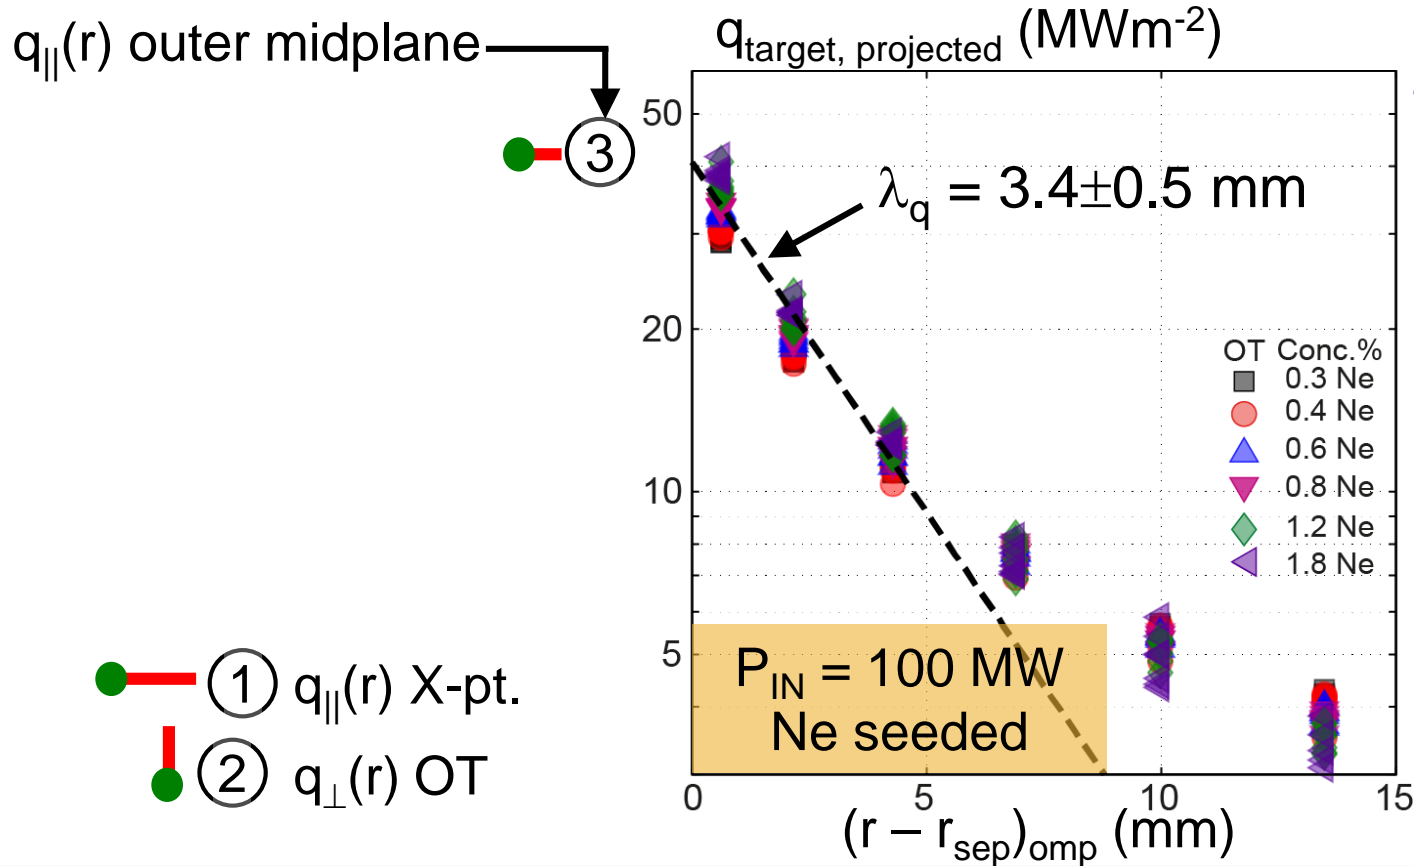 q||(r) outer midplane
3
1 q||(r) X-pt.
2 q⊥(r) OT
qtarget, projected (MWm-2)
50
20
10
5
λq = 3.4±0.5 mm
OT Conc.%
0.3 Ne
0.4 Ne
0.6 Ne
0.8 Ne
1.2 Ne
1.8 Ne
PIN = 100 MW
Ne seeded
0 5 10 15
(r – rsep)omp (mm)